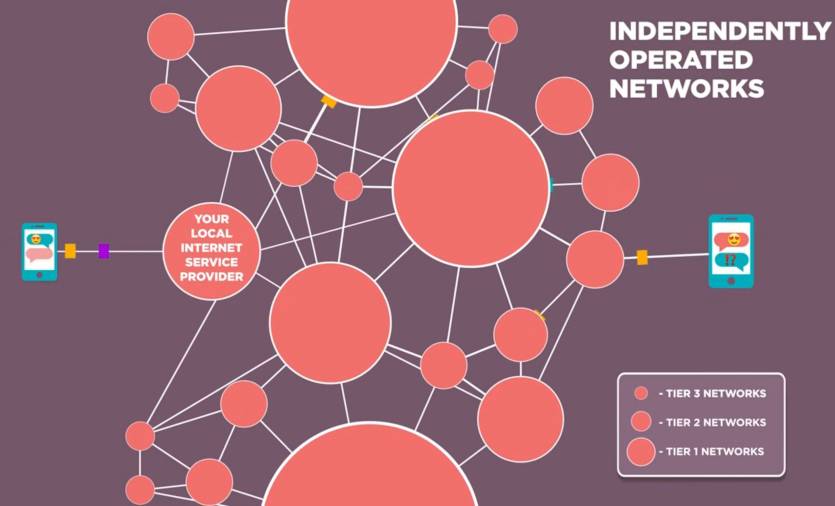 INDEPENDENTLY
OPERATED
NETWORKS
YOUR
LOCAL
INTERNET
SERVICE
PROVIDER
!?
- TIER 3 NETWORKS
- TIER 2 NETWORKS
- TIER 1 NETWORKS